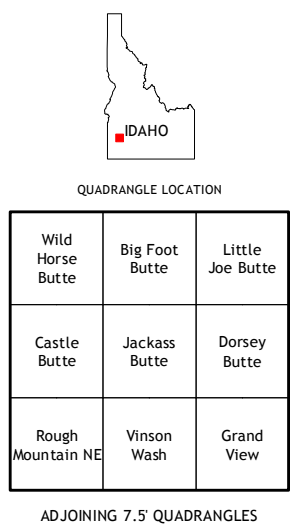 IDAHO
QUADRANGLE LOCATION
Wild
Horse
Butte
Big Foot
Butte
Little
Joe Butte
Castle
Butte
Jackass
Butte
Dorsey
Butte
Rough
Mountain NE
Vinson
Wash
Grand
View
ADJOINING 7.5' QUADRANGLES